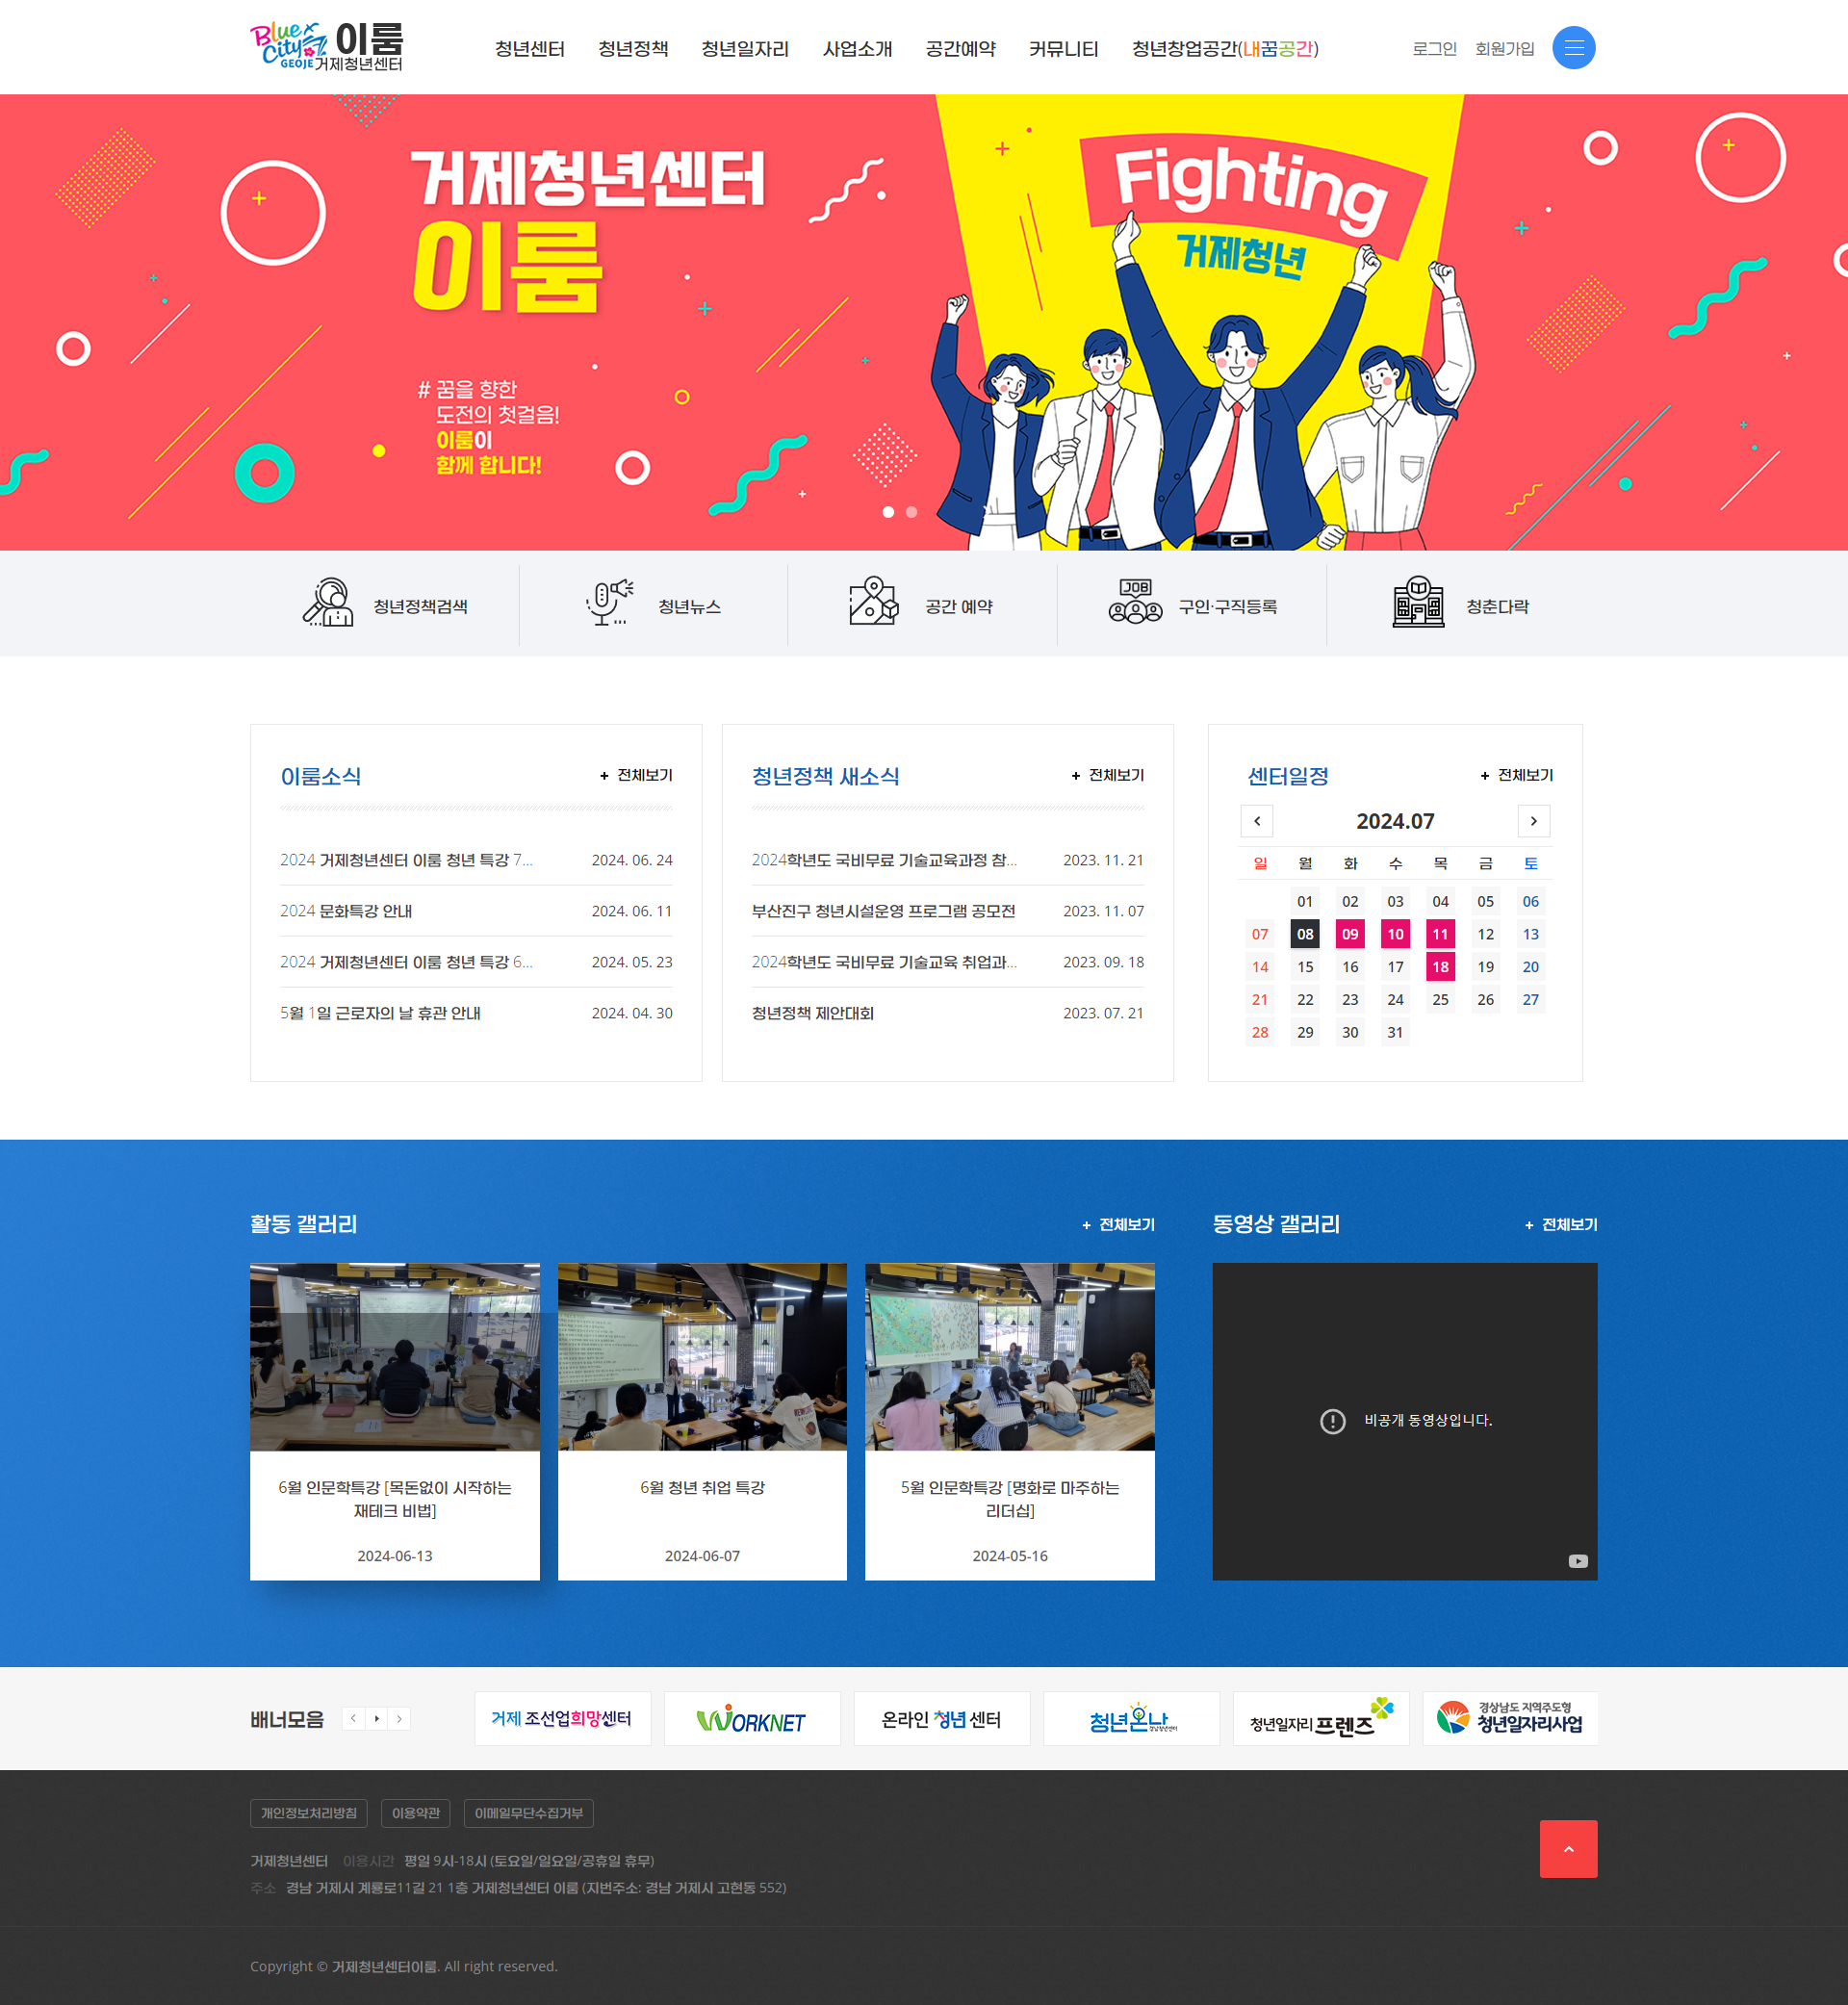 Blue City GEOJE 이룸 거제청년센터
청년센터 청년정책 청년일자리 사업소개 공간예약 커뮤니티 청년창업공간(내꿈공간)
로그인 회원가입
거제청년센터
이룸
# 꿈을 향한
도전의 첫걸음!
이룸이
함께 합니다!
Fighting
거제청년
청년정책검색
청년뉴스
공간 예약
JOB
구인·구직등록
청춘다락
이룸소식
+ 전체보기
2024 거제청년센터 이룸 청년 특강 7... 2024. 06. 24
2024 문화특강 안내 2024. 06. 11
2024 거제청년센터 이룸 청년 특강 6... 2024. 05. 23
5월 1일 근로자의 날 휴관 안내 2024. 04. 30
청년정책 새소식
+ 전체보기
2024학년도 국비무료 기술교육과정 참... 2023. 11. 21
부산진구 청년시설운영 프로그램 공모전 2023. 11. 07
2024학년도 국비무료 기술교육 취업과... 2023. 09. 18
청년정책 제안대회 2023. 07. 21
센터일정
+ 전체보기
2024.07
일 월 화 수 목 금 토
01 02 03 04 05 06
07 08 09 10 11 12 13
14 15 16 17 18 19 20
21 22 23 24 25 26 27
28 29 30 31
활동 갤러리
+ 전체보기
6월 인문학특강 [목돈없이 시작하는
재테크 비법]
2024-06-13
6월 청년 취업 특강
2024-06-07
5월 인문학특강 [명화로 마주하는
리더십]
2024-05-16
동영상 갤러리
+ 전체보기
비공개 동영상입니다.
배너모음
거제 조선업희망센터
WORKNET
온라인 청년 센터
청년온나
청년일자리 프렌즈
경상남도 지역주도형
청년일자리사업
개인정보처리방침 이용약관 이메일무단수집거부
거제청년센터 이용시간 평일 9시-18시 (토요일/일요일/공휴일 휴무)
주소 경남 거제시 계룡로11길 21 1층 거제청년센터 이룸 (지번주소: 경남 거제시 고현동 552)
Copyright © 거제청년센터이룸. All right reserved.